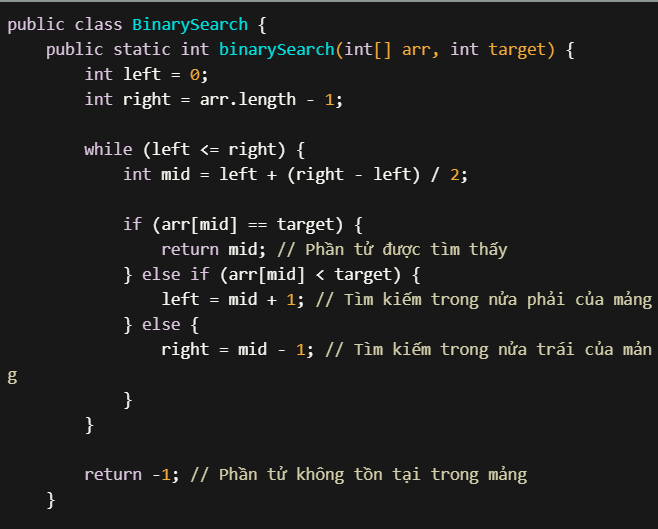 public class BinarySearch {
    public static int binarySearch(int[] arr, int target) {
        int left = 0;
        int right = arr.length - 1;

        while (left <= right) {
            int mid = left + (right - left) / 2;

            if (arr[mid] == target) {
                return mid; // Phần tử được tìm thấy
            } else if (arr[mid] < target) {
                left = mid + 1; // Tìm kiếm trong nửa phải của mảng
            } else {
                right = mid - 1; // Tìm kiếm trong nửa trái của mản
g
            }
        }

        return -1; // Phần tử không tồn tại trong mảng
    }